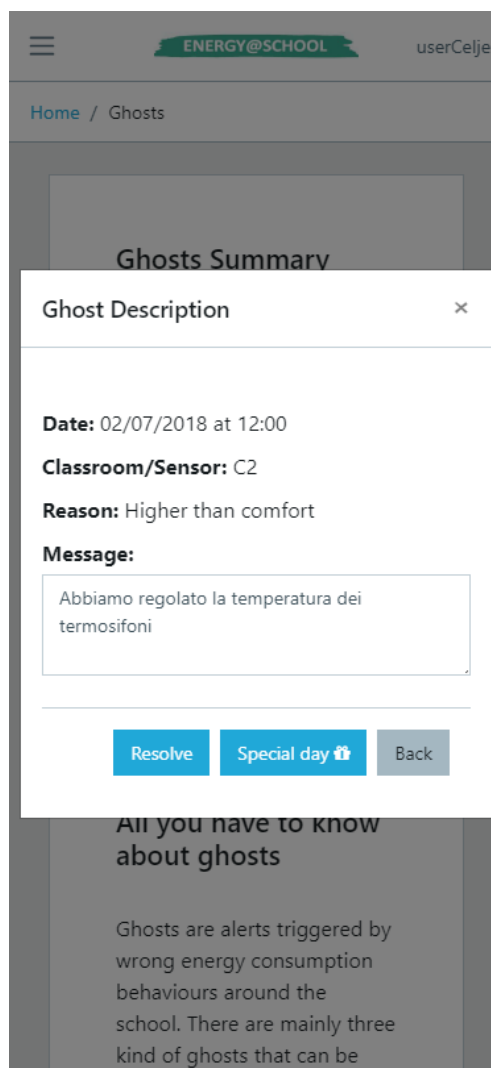 ENERGY@SCHOOL
userCelje
Home / Ghosts
Ghosts Summary
Ghost Description ×
Date: 02/07/2018 at 12:00
Classroom/Sensor: C2
Reason: Higher than comfort
Message:
Abbiamo regolato la temperatura dei
termosifoni
Resolve
Special day
Back
All you have to know
about ghosts
Ghosts are alerts triggered by
wrong energy consumption
behaviours around the
school. There are mainly three
kind of ghosts that can be